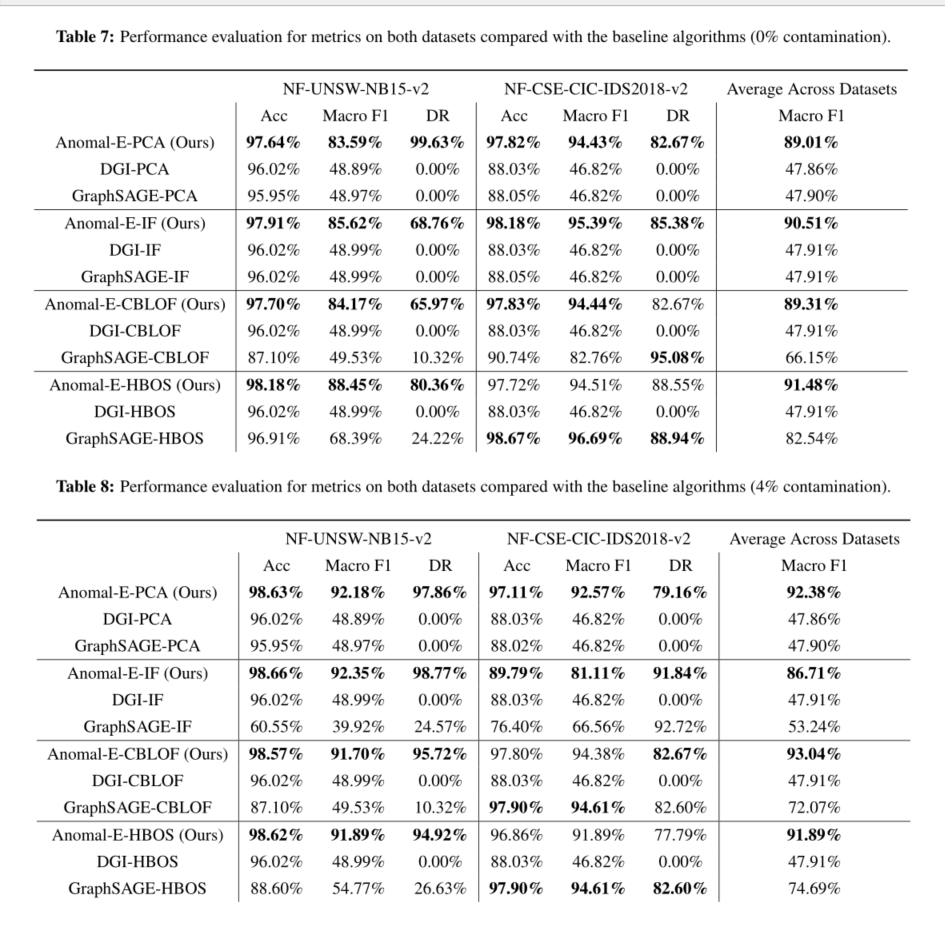 Table 7: Performance evaluation for metrics on both datasets compared with the baseline algorithms (0% contamination).
NF-UNSW-NB15-v2 NF-CSE-CIC-IDS2018-v2 Average Across Datasets
Acc Macro F1 DR Acc Macro F1 DR Macro F1
Anomal-E-PCA (Ours) 97.64% 83.59% 99.63% 97.82% 94.43% 82.67% 89.01%
DGI-PCA 96.02% 48.89% 0.00% 88.03% 46.82% 0.00% 47.86%
GraphSAGE-PCA 95.95% 48.97% 0.00% 88.05% 46.82% 0.00% 47.90%
Anomal-E-IF (Ours) 97.91% 85.62% 68.76% 98.18% 95.39% 85.38% 90.51%
DGI-IF 96.02% 48.99% 0.00% 88.03% 46.82% 0.00% 47.91%
GraphSAGE-IF 96.02% 48.99% 0.00% 88.05% 46.82% 0.00% 47.91%
Anomal-E-CBLOF (Ours) 97.70% 84.17% 65.97% 97.83% 94.44% 82.67% 89.31%
DGI-CBLOF 96.02% 48.99% 0.00% 88.03% 46.82% 0.00% 47.91%
GraphSAGE-CBLOF 87.10% 49.53% 10.32% 90.74% 82.76% 95.08% 66.15%
Anomal-E-HBOS (Ours) 98.18% 88.45% 80.36% 97.72% 94.51% 88.55% 91.48%
DGI-HBOS 96.02% 48.99% 0.00% 88.03% 46.82% 0.00% 47.91%
GraphSAGE-HBOS 96.91% 68.39% 24.22% 98.67% 96.69% 88.94% 82.54%
Table 8: Performance evaluation for metrics on both datasets compared with the baseline algorithms (4% contamination).
NF-UNSW-NB15-v2 NF-CSE-CIC-IDS2018-v2 Average Across Datasets
Acc Macro F1 DR Acc Macro F1 DR Macro F1
Anomal-E-PCA (Ours) 98.63% 92.18% 97.86% 97.11% 92.57% 79.16% 92.38%
DGI-PCA 96.02% 48.89% 0.00% 88.03% 46.82% 0.00% 47.86%
GraphSAGE-PCA 95.95% 48.97% 0.00% 88.02% 46.82% 0.00% 47.90%
Anomal-E-IF (Ours) 98.66% 92.35% 98.77% 89.79% 81.11% 91.84% 86.71%
DGI-IF 96.02% 48.99% 0.00% 88.03% 46.82% 0.00% 47.91%
GraphSAGE-IF 60.55% 39.92% 24.57% 76.40% 66.56% 92.72% 53.24%
Anomal-E-CBLOF (Ours) 98.57% 91.70% 95.72% 97.80% 94.38% 82.67% 93.04%
DGI-CBLOF 96.02% 48.99% 0.00% 88.03% 46.82% 0.00% 47.91%
GraphSAGE-CBLOF 87.10% 49.53% 10.32% 97.90% 94.61% 82.60% 72.07%
Anomal-E-HBOS (Ours) 98.62% 91.89% 94.92% 96.86% 91.89% 77.79% 91.89%
DGI-HBOS 96.02% 48.99% 0.00% 88.03% 46.82% 0.00% 47.91%
GraphSAGE-HBOS 88.60% 54.77% 26.63% 97.90% 94.61% 82.60% 74.69%